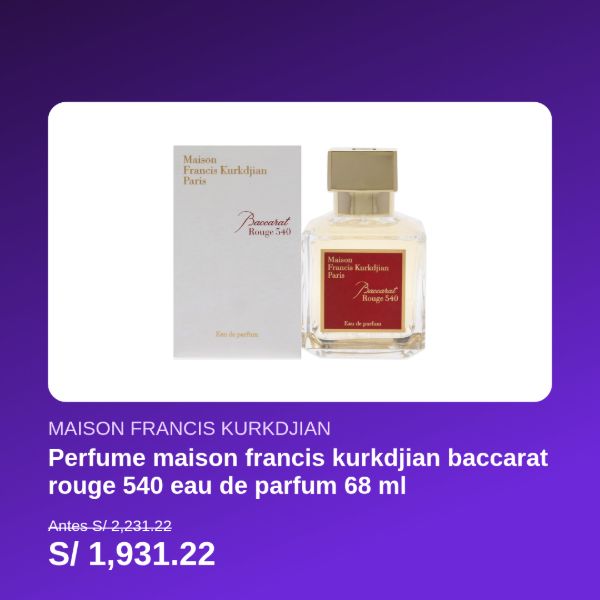 Maison
Francis Kurkdjian
Paris
Baccarat
Rouge 540
Eau de parfum
Maison
Francis Kurkdjian
Paris
Baccarat
Rouge 540
Eau de parfum
MAISON FRANCIS KURKDJIAN
Perfume maison francis kurkdjian baccarat
rouge 540 eau de parfum 68 ml
Antes S/ 2,231.22
S/ 1,931.22